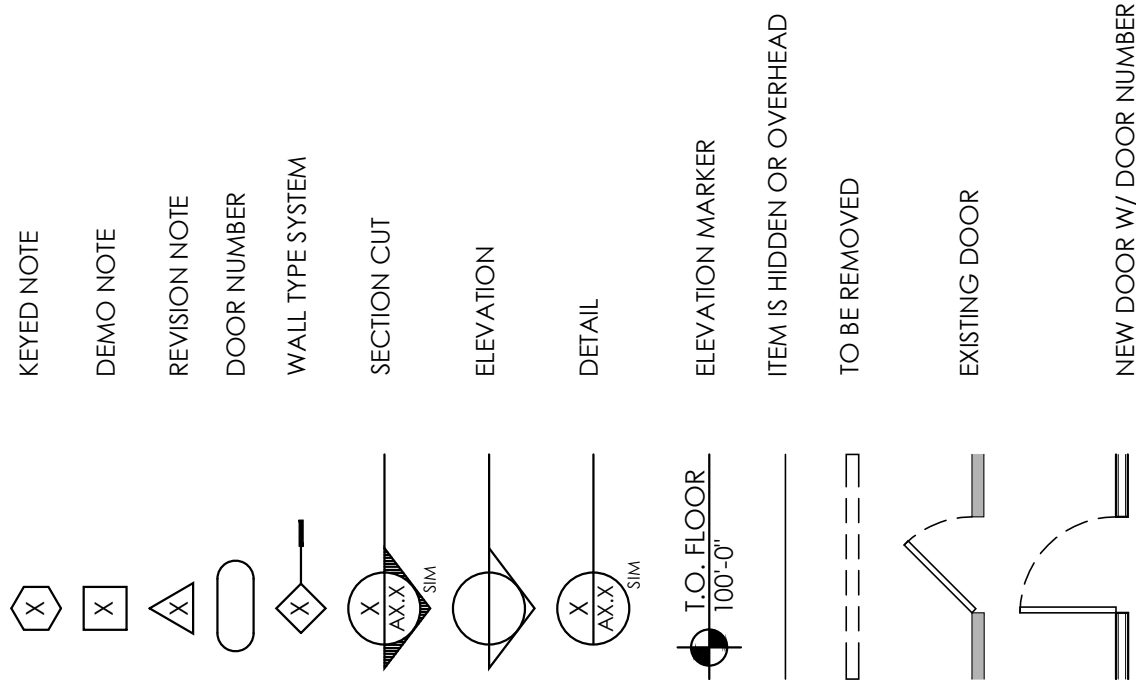 X
KEYED NOTE
X
DEMO NOTE
X
REVISION NOTE
DOOR NUMBER
X
WALL TYPE SYSTEM
X
AX.X
SIM
SECTION CUT
ELEVATION
X
AX.X
SIM
DETAIL
T.O. FLOOR
100'-0"
ELEVATION MARKER
ITEM IS HIDDEN OR OVERHEAD
TO BE REMOVED
EXISTING DOOR
NEW DOOR W/ DOOR NUMBER